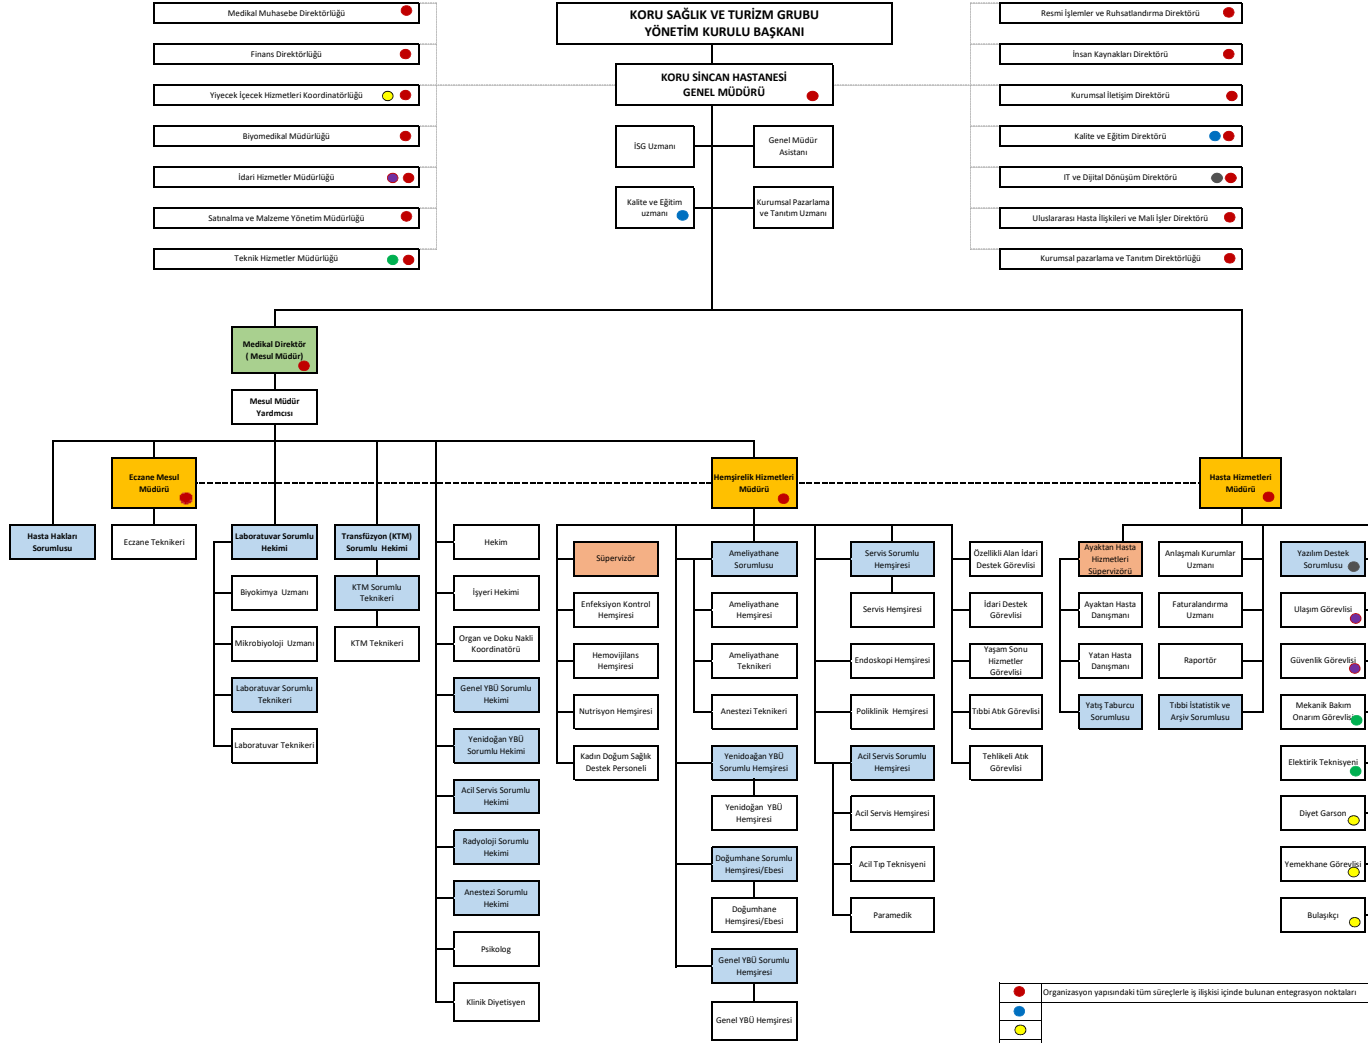 Medikal Muhasebe Direktörlüğü
Finans Direktörlüğü
Yiyecek İçecek Hizmetleri Koordinatörlüğü
Biyomedikal Müdürlüğü
İdari Hizmetler Müdürlüğü
Satınalma ve Malzeme Yönetim Müdürlüğü
Teknik Hizmetler Müdürlüğü
KORU SAĞLIK VE TURİZM GRUBU
YÖNETİM KURULU BAŞKANI
KORU SİNCAN HASTANESİ
GENEL MÜDÜRÜ
İSG Uzmanı
Genel Müdür
Asistanı
Kalite ve Eğitim
uzmanı
Kurumsal Pazarlama
ve Tanıtım Uzmanı
Resmi İşlemler ve Ruhsatlandırma Direktörü
İnsan Kaynakları Direktörü
Kurumsal İletişim Direktörü
Kalite ve Eğitim Direktörü
IT ve Dijital Dönüşüm Direktörü
Uluslararası Hasta İlişkileri ve Mali İşler Direktörü
Kurumsal pazarlama ve Tanıtım Direktörlüğü
Medikal Direktör
( Mesul Müdür)
Mesul Müdür
Yardmcısı
Eczane Mesul
Müdürü
Hemşirelik Hizmetleri
Müdürü
Hasta Hizmetleri
Müdürü
Hasta Hakları
Sorumlusu
Eczane Teknikeri
Laboratuvar Sorumlu
Hekimi
Biyokimya Uzmanı
Mikrobiyoloji Uzmanı
Laboratuvar Sorumlu
Teknikeri
Laboratuvar Teknikeri
Transfüzyon (KTM)
Sorumlu Hekimi
KTM Sorumlu
Teknikeri
KTM Teknikeri
Hekim
İşyeri Hekimi
Organ ve Doku Nakli
Koordinatörü
Genel YBÜ Sorumlu
Hekimi
Yenidoğan YBÜ
Sorumlu Hekimi
Acil Servis Sorumlu
Hekimi
Radyoloji Sorumlu
Hekimi
Anestezi Sorumlu
Hekimi
Psikolog
Klinik Diyetisyen
Süpervizör
Enfeksiyon Kontrol
Hemşiresi
Hemovijilans
Hemşiresi
Nutrisyon Hemşiresi
Kadın Doğum Sağlık
Destek Personeli
Ameliyathane
Sorumlusu
Ameliyathane
Hemşiresi
Ameliyathane
Teknikeri
Anestezi Teknikeri
Yenidoağan YBÜ
Sorumlu Hemşiresi
Yenidoğan YBÜ
Hemşiresi
Doğumhane Sorumlu
Hemşiresi/Ebesi
Doğumhane
Hemşiresi/Ebesi
Genel YBÜ Sorumlu
Hemşiresi
Genel YBÜ Hemşiresi
Servis Sorumlu
Hemşiresi
Servis Hemşiresi
Endoskopi Hemşiresi
Poliklinik Hemşiresi
Acil Servis Sorumlu
Hemşiresi
Acil Servis Hemşiresi
Acil Tıp Teknisyeni
Paramedik
Özellikli Alan İdari
Destek Görevlisi
İdari Destek
Görevlisi
Yaşam Sonu
Hizmetler
Görevlisi
Tıbbi Atık Görevlisi
Tehlikeli Atık
Görevlisi
Ayaktan Hasta
Hizmetleri
Süpervizörü
Ayaktan Hasta
Danışmanı
Yatan Hasta
Danışmanı
Yatış Taburcu
Sorumlusu
Anlaşmalı Kurumlar
Uzmanı
Faturalandırma
Uzmanı
Raportör
Tıbbi İstatistik ve
Arşiv Sorumlusu
Yazılım Destek
Sorumlusu
Ulaşım Görevlisi
Güvenlik Görevlisi
Mekanik Bakım
Onarım Görevlisi
Elektirik Teknisyeni
Diyet Garson
Yemekhane Görevlisi
Bulaşıkçı
Organizasyon yapısındaki tüm süreçlerle iş ilişkisi içinde bulunan entegrasyon noktaları